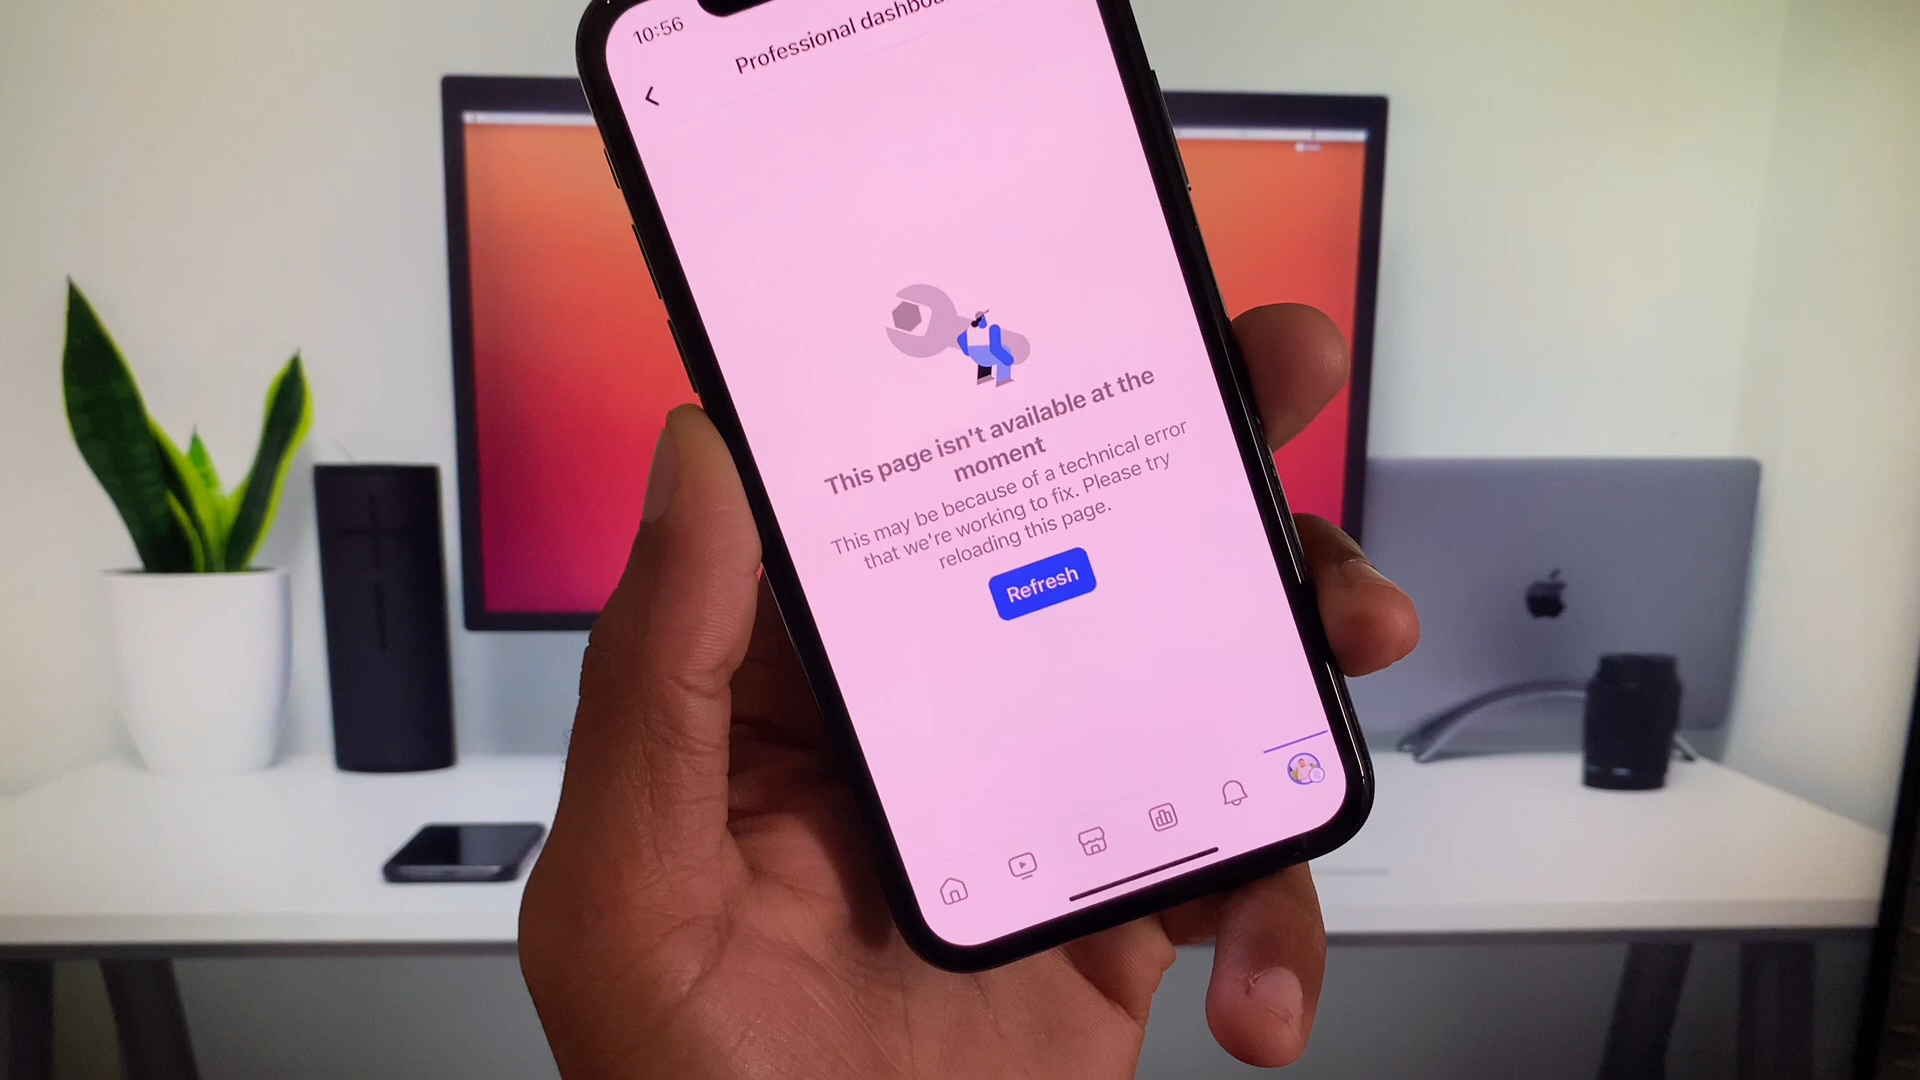 10:56
Professional dashboa
This page isn't available at the
moment
This may be because of a technical error
that we're working to fix. Please try
reloading this page.
Refresh